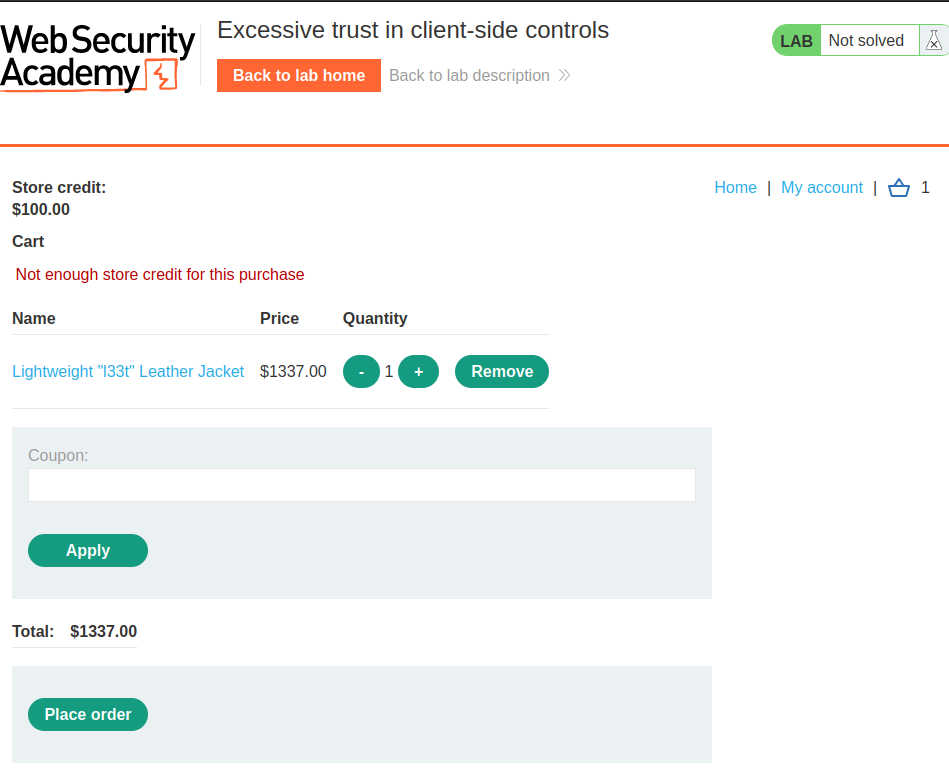 Web Security
Academy
Excessive trust in client-side controls
Back to lab home Back to lab description
LAB Not solved
Store credit:
$100.00
Home | My account | 1
Cart
Not enough store credit for this purchase
Name Price Quantity
Lightweight "l33t" Leather Jacket $1337.00 - 1 + Remove
Coupon:
Apply
Total: $1337.00
Place order